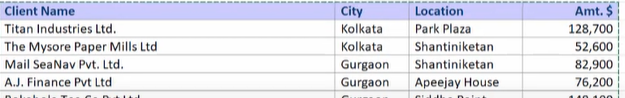 Client Name City Location Amt. $
Titan Industries Ltd. Kolkata Park Plaza 128,700
The Mysore Paper Mills Ltd Kolkata Shantiniketan 52,600
Mail SeaNav Pvt. Ltd. Gurgaon Shantiniketan 82,900
A.J. Finance Pvt Ltd Gurgaon Apeejay House 76,200